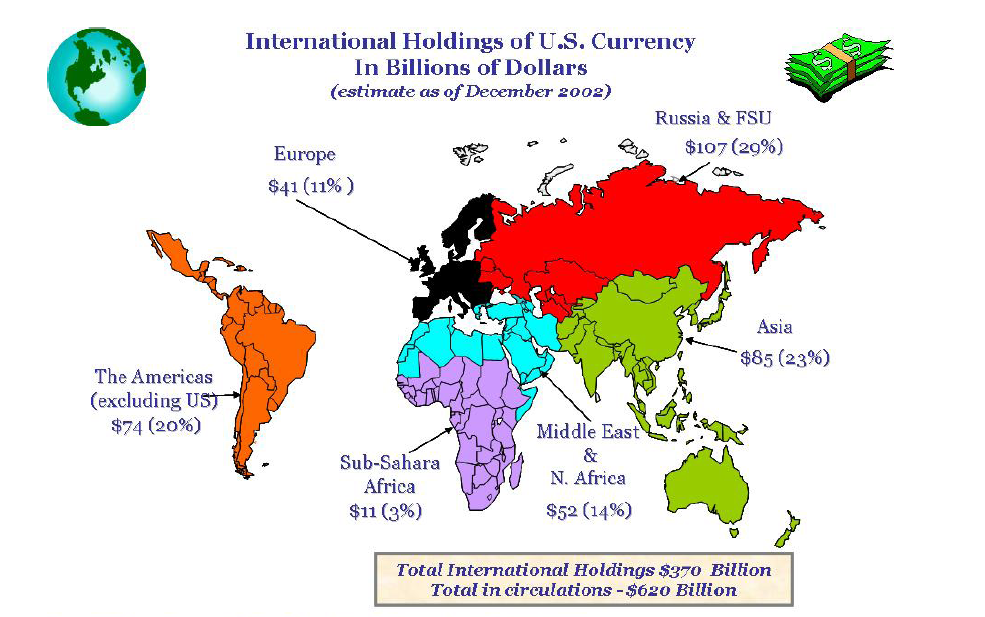 International Holdings of U.S. Currency
In Billions of Dollars
(estimate as of December 2002)
Russia & FSU
$107 (29%)
Europe
$41 (11% )
Asia
$85 (23%)
The Americas
(excluding US)
$74 (20%)
Middle East
&
N. Africa
$52 (14%)
Sub-Sahara
Africa
$11 (3%)
Total International Holdings $370 Billion
Total in circulations - $620 Billion